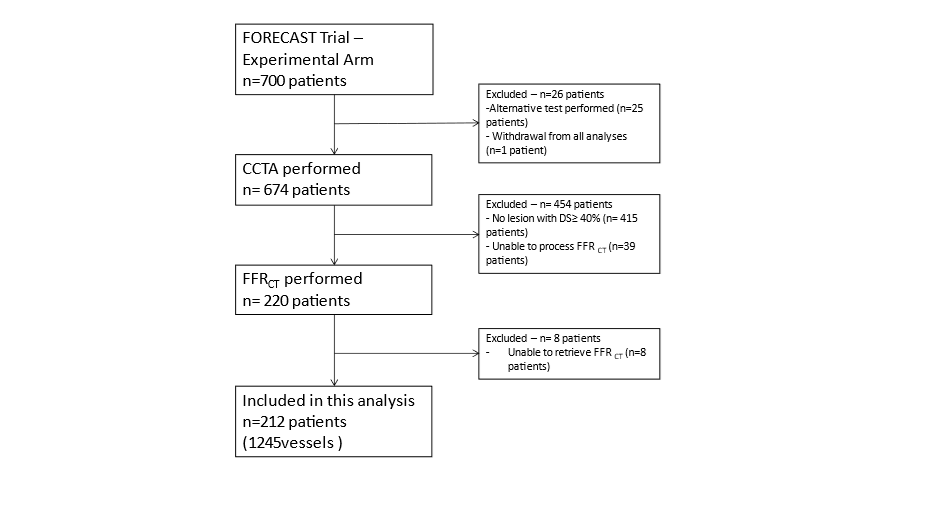 FORECAST Trial –
Experimental Arm
n=700 patients
Excluded – n=26 patients
-Alternative test performed (n=25
patients)
- Withdrawal from all analyses
(n=1 patient)
CCTA performed
n= 674 patients
Excluded – n= 454 patients
- No lesion with DS≥ 40% (n= 415
patients)
- Unable to process FFR CT (n=39
patients)
FFRCT performed
n= 220 patients
Excluded – n= 8 patients
- Unable to retrieve FFR CT (n=8
patients)
Included in this analysis
n=212 patients
(1245vessels )